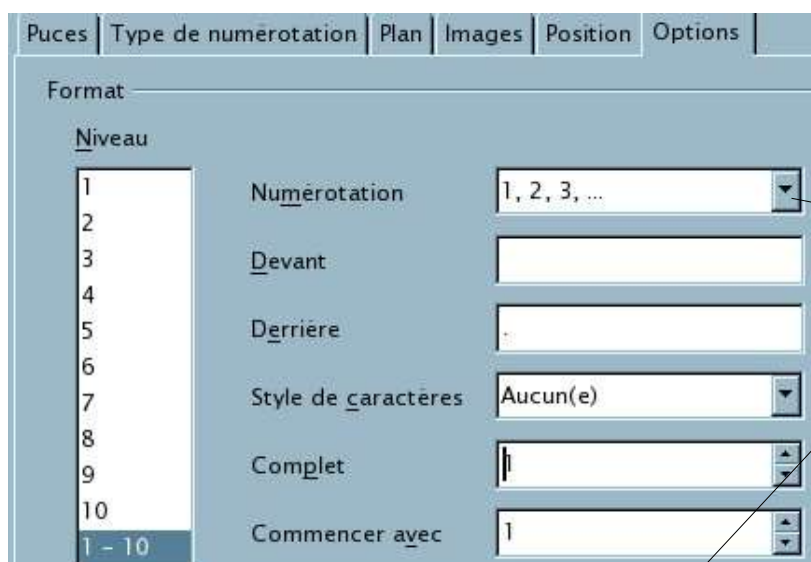 Puces Type de numérotation Plan Images Position Options
Format
Niveau
1
2
3
4
5
6
7
8
9
10
1 - 10
Numérotation 1, 2, 3, ...
Devant
Derrière .
Style de caractères Aucun(e)
Complet 1
Commencer avec 1